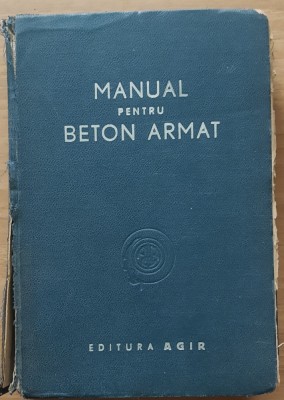 MANUAL
PENTRU
BETON ARMAT
EDITURA AGIR